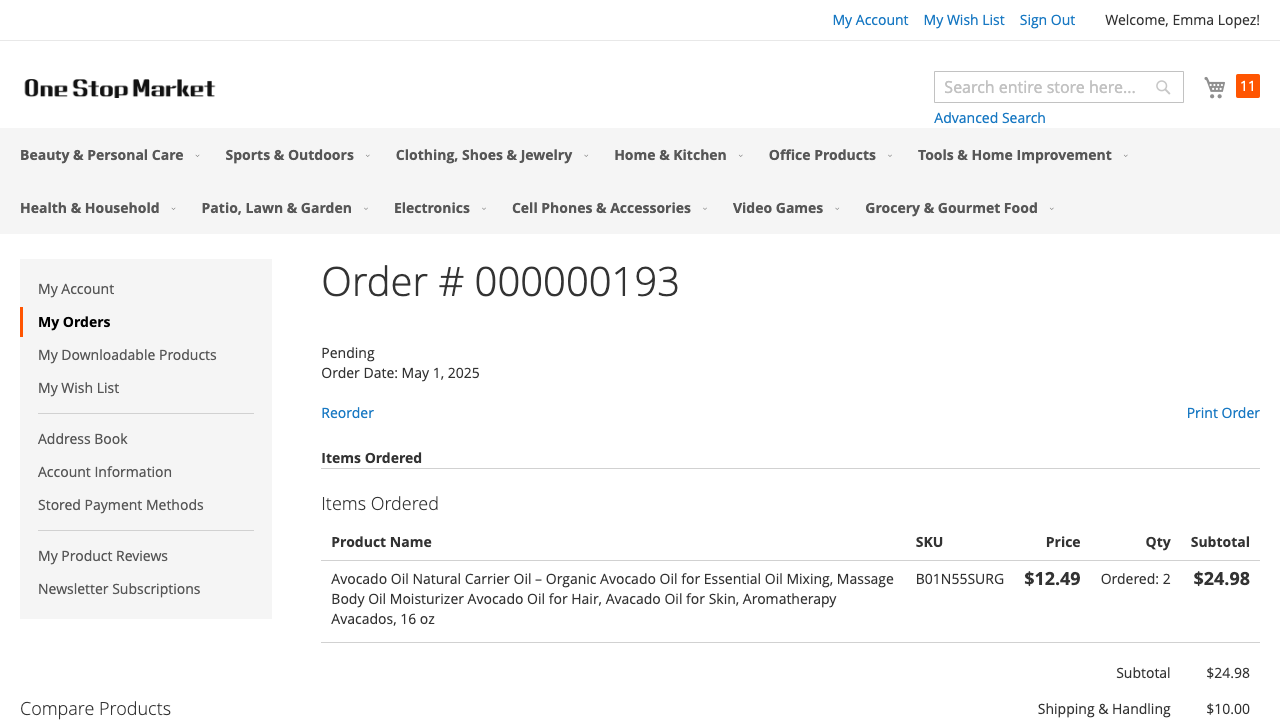 My Account My Wish List Sign Out Welcome, Emma Lopez!
One Stop Market
Search entire store here...
11
Advanced Search
Beauty & Personal Care Sports & Outdoors Clothing, Shoes & Jewelry Home & Kitchen Office Products Tools & Home Improvement
Health & Household Patio, Lawn & Garden Electronics Cell Phones & Accessories Video Games Grocery & Gourmet Food
My Account
My Orders
My Downloadable Products
My Wish List
Address Book
Account Information
Stored Payment Methods
My Product Reviews
Newsletter Subscriptions
Compare Products
Order # 000000193
Pending
Order Date: May 1, 2025
Reorder Print Order
Items Ordered
Items Ordered
Product Name SKU Price Qty Subtotal
Avocado Oil Natural Carrier Oil – Organic Avocado Oil for Essential Oil Mixing, Massage B01N55SURG $12.49 Ordered: 2 $24.98
Body Oil Moisturizer Avocado Oil for Hair, Avacado Oil for Skin, Aromatherapy
Avacados, 16 oz
Subtotal $24.98
Shipping & Handling $10.00